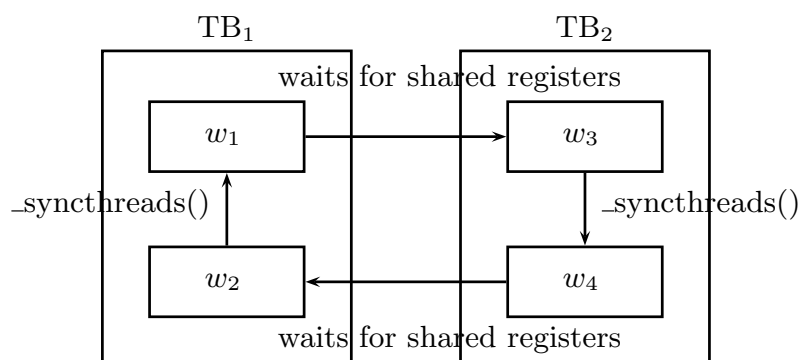 TB₁ TB₂
waits for shared registers
w₁ w₃
_syncthreads() _syncthreads()
w₂ w₄
waits for shared registers